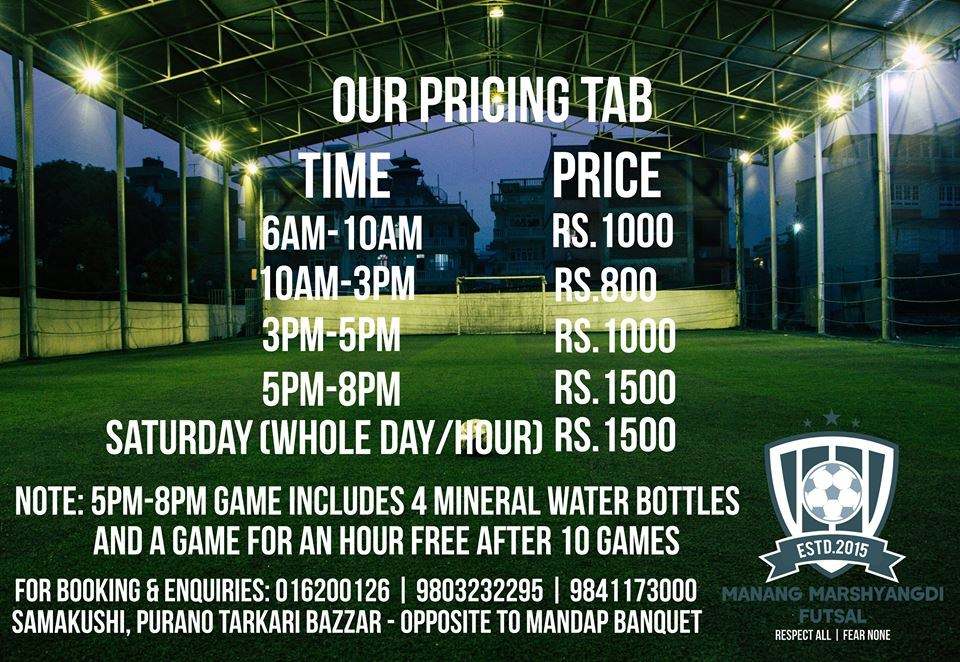 OUR PRICING TAB
TIME PRICE
6AM-10AM RS.1000
10AM-3PM RS.800
3PM-5PM RS.1000
5PM-8PM RS.1500
SATURDAY (WHOLE DAY/HOUR) RS.1500
NOTE: 5PM-8PM GAME INCLUDES 4 MINERAL WATER BOTTLES
AND A GAME FOR AN HOUR FREE AFTER 10 GAMES
FOR BOOKING & ENQUIRIES: 016200126 | 9803232295 | 9841173000
SAMAKUSHI, PURANO TARKARI BAZZAR - OPPOSITE TO MANDAP BANQUET
ESTD.2015
MANANG MARSHYANGDI
FUTSAL
RESPECT ALL | FEAR NONE